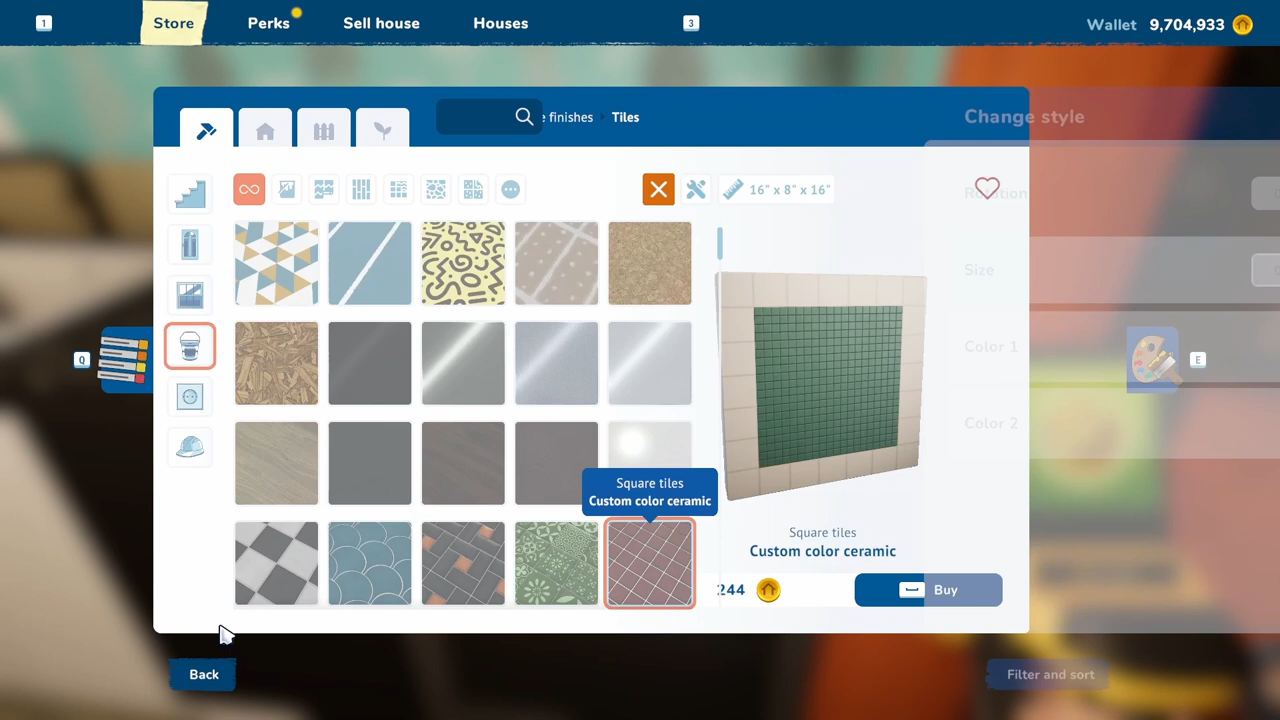 1
Store
Perks
Sell house
Houses
3
Wallet 9,704,933
e finishes › Tiles
Change style
16" x 8" x 16"
Rotation
Size
Q
Color 1
E
Color 2
Square tiles
Custom color ceramic
Square tiles
Custom color ceramic
244
Buy
Back
Filter and sort